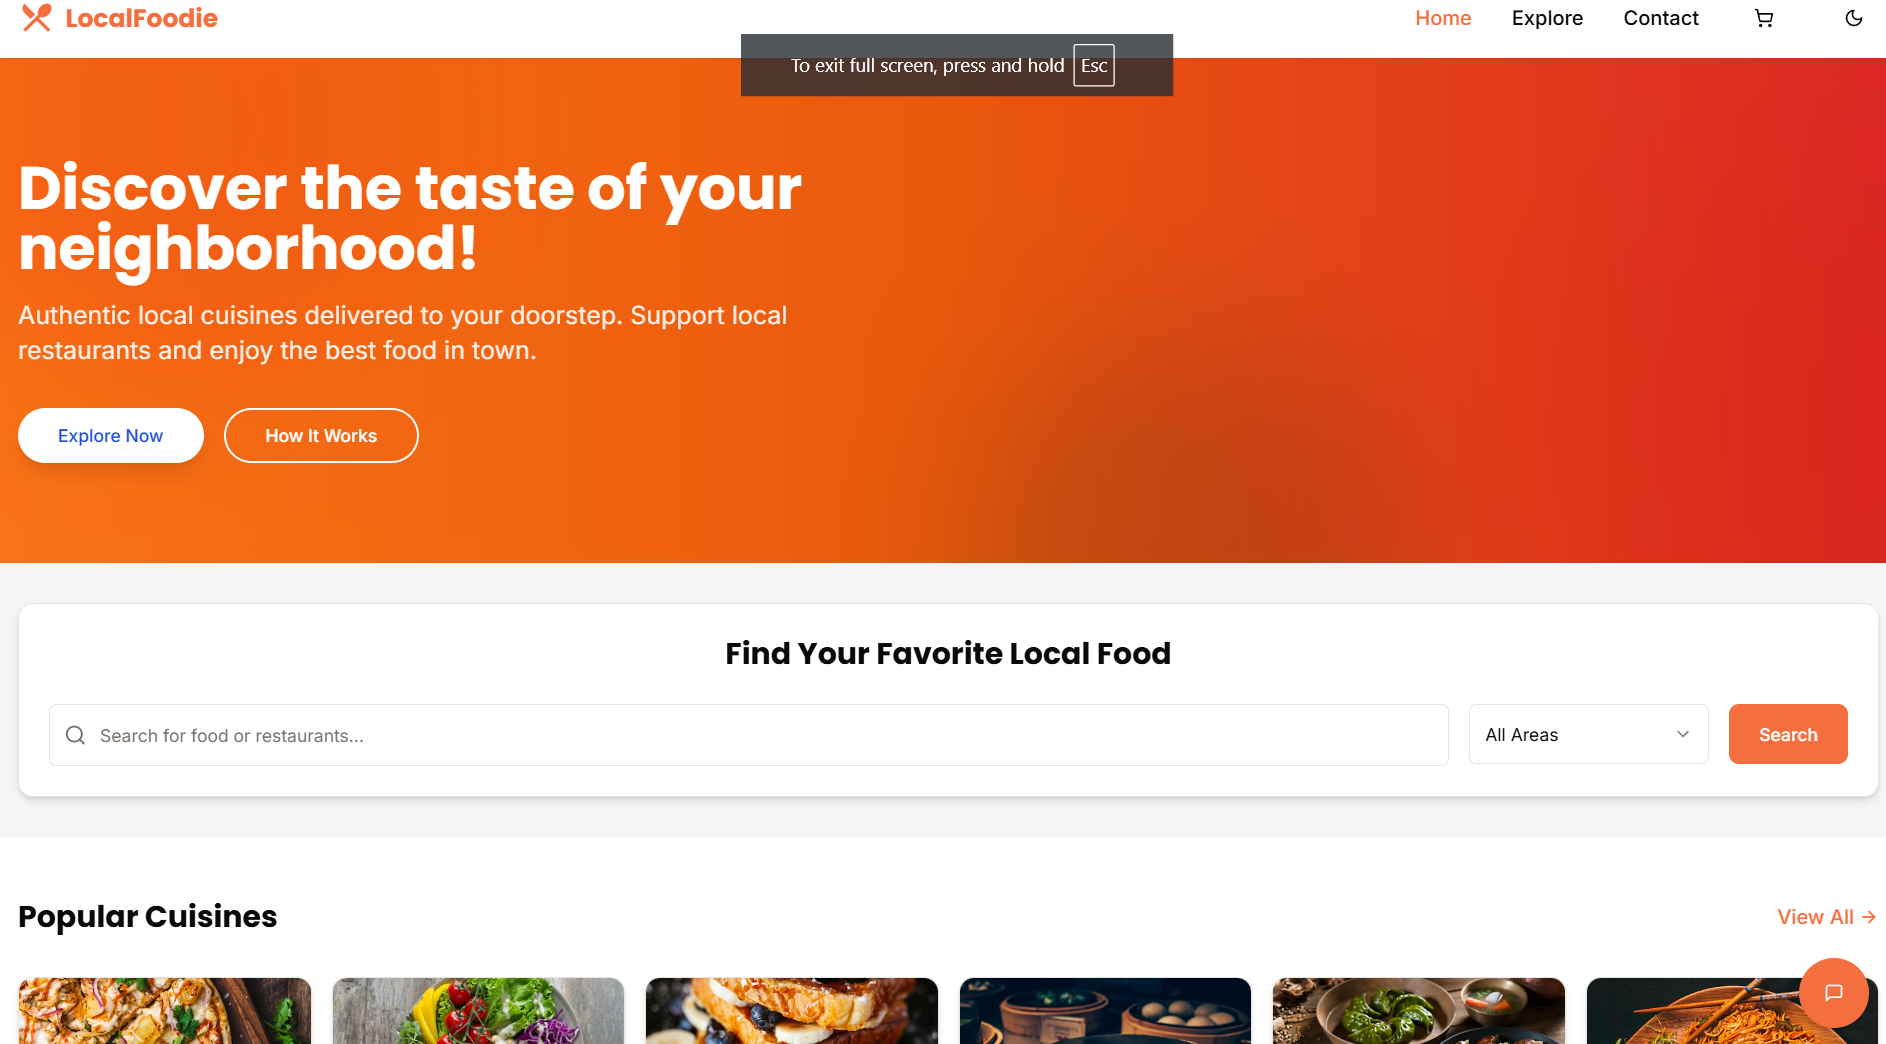 LocalFoodie
Home
Explore
Contact
To exit full screen, press and hold Esc
Discover the taste of your
neighborhood!
Authentic local cuisines delivered to your doorstep. Support local
restaurants and enjoy the best food in town.
Explore Now
How It Works
Find Your Favorite Local Food
Search for food or restaurants...
All Areas
Search
Popular Cuisines
View All →